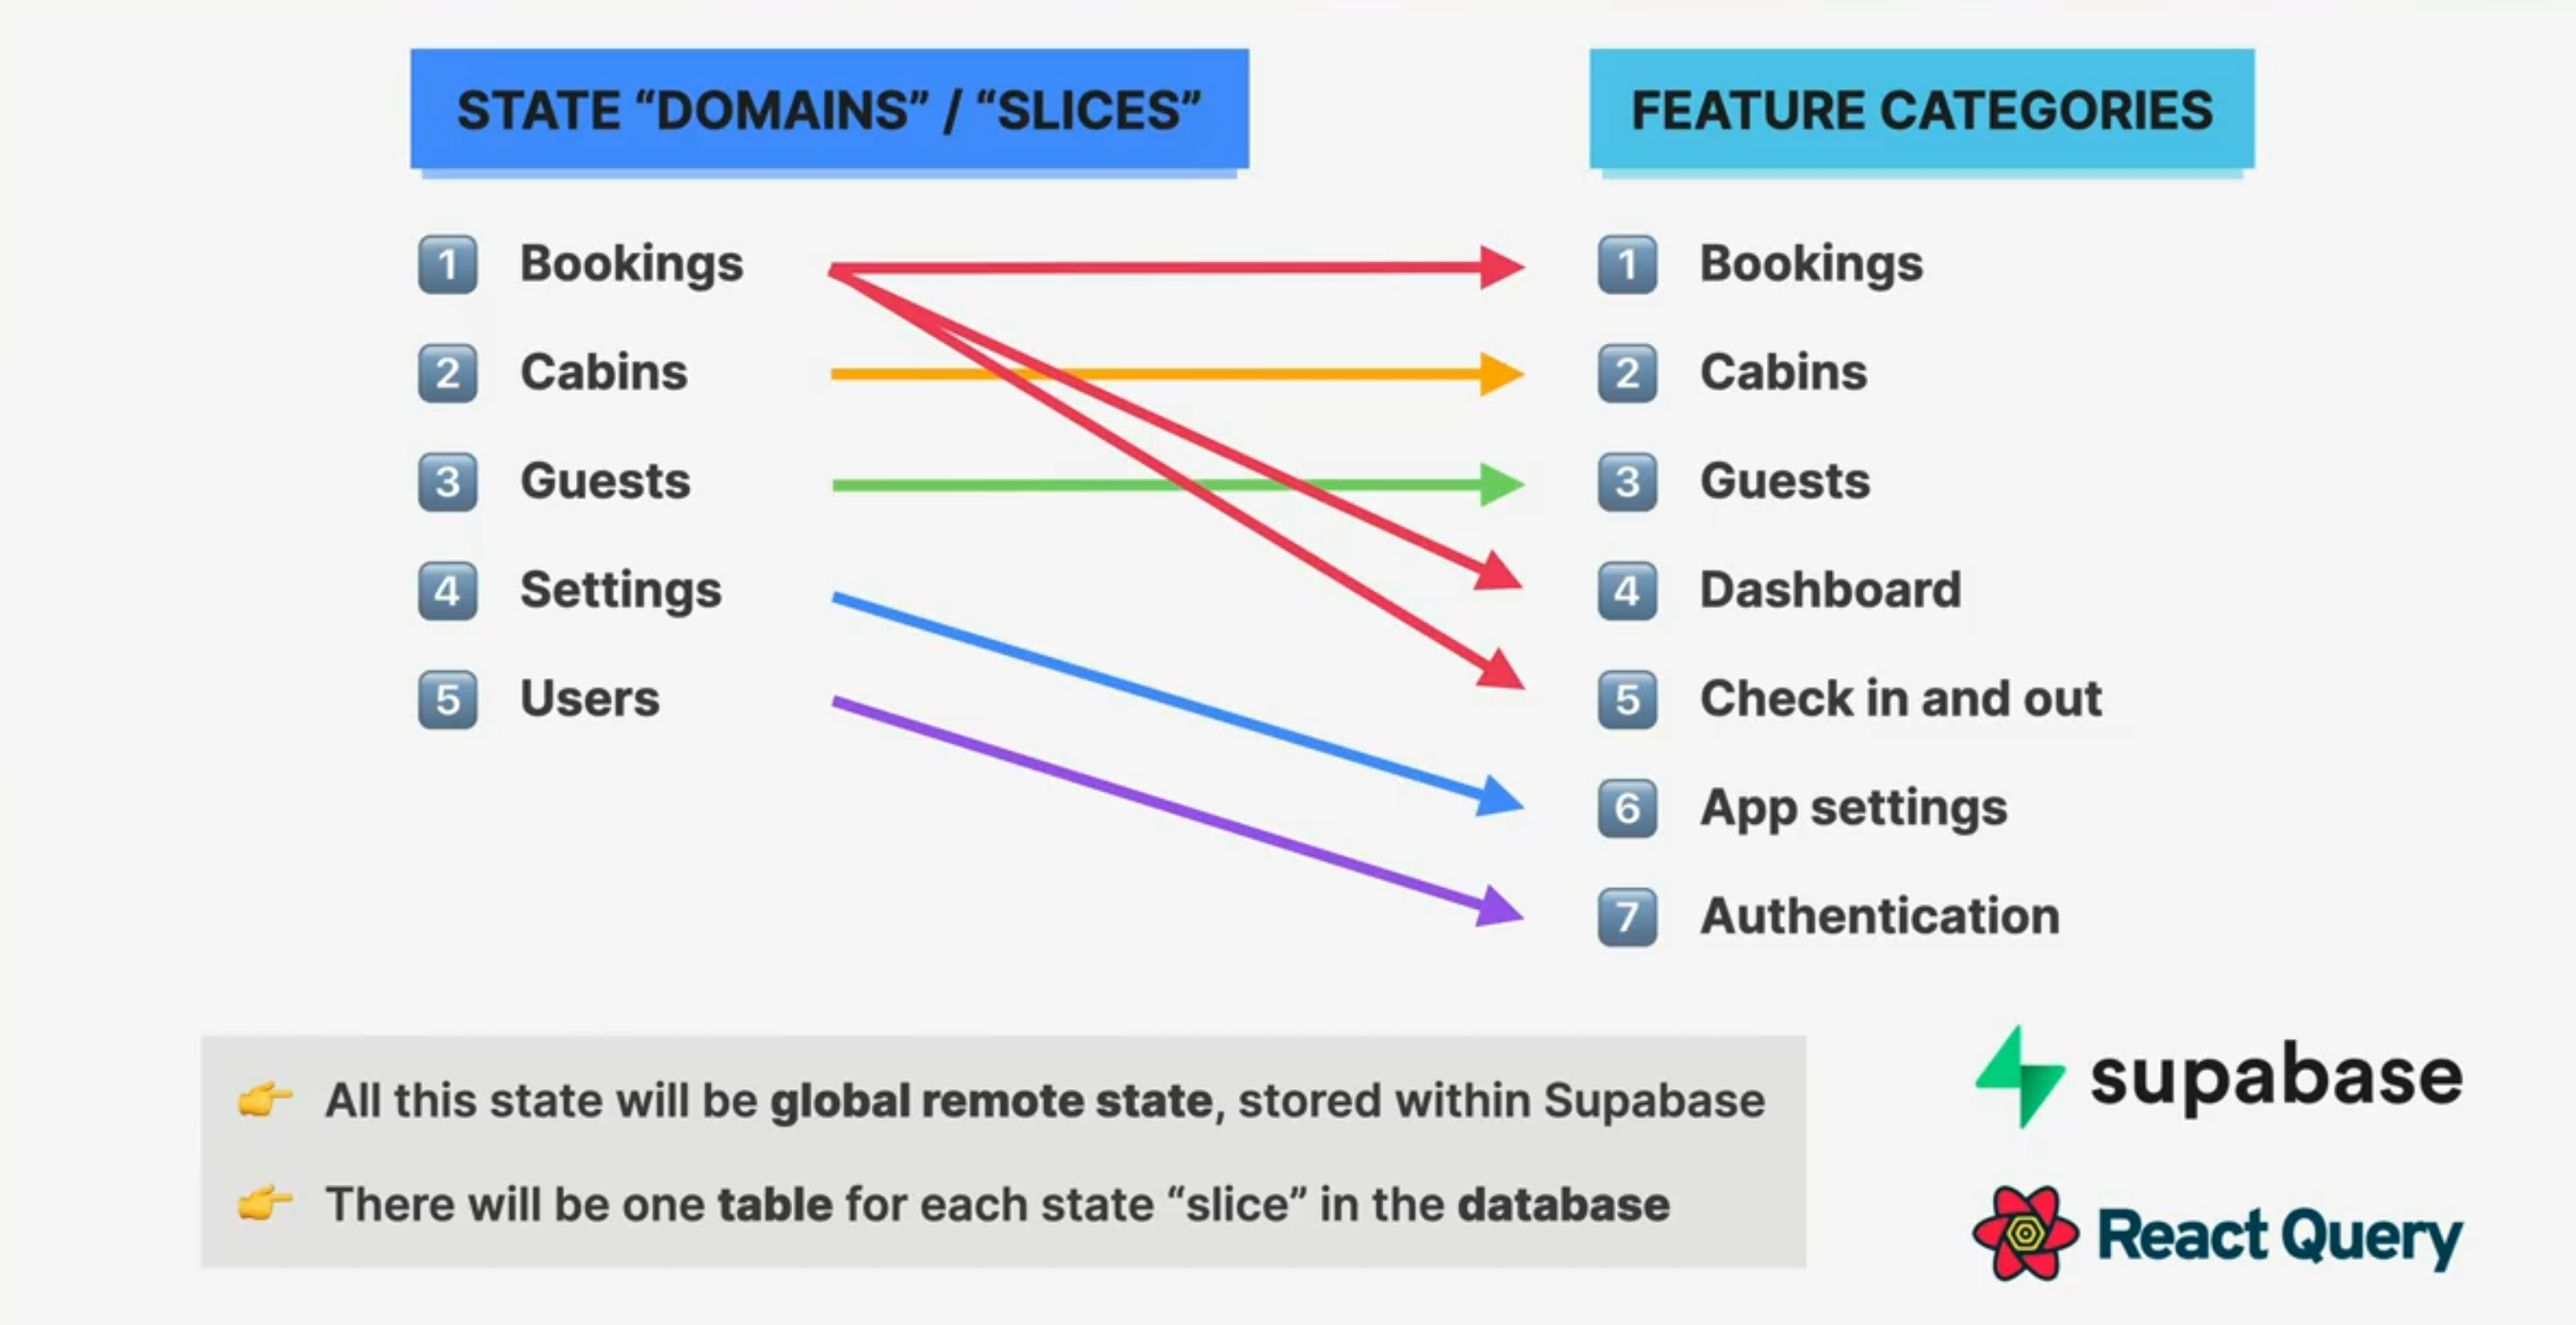 STATE “DOMAINS” / “SLICES”
1 Bookings
2 Cabins
3 Guests
4 Settings
5 Users
FEATURE CATEGORIES
1 Bookings
2 Cabins
3 Guests
4 Dashboard
5 Check in and out
6 App settings
7 Authentication
All this state will be global remote state, stored within Supabase
There will be one table for each state “slice” in the database
supabase
React Query